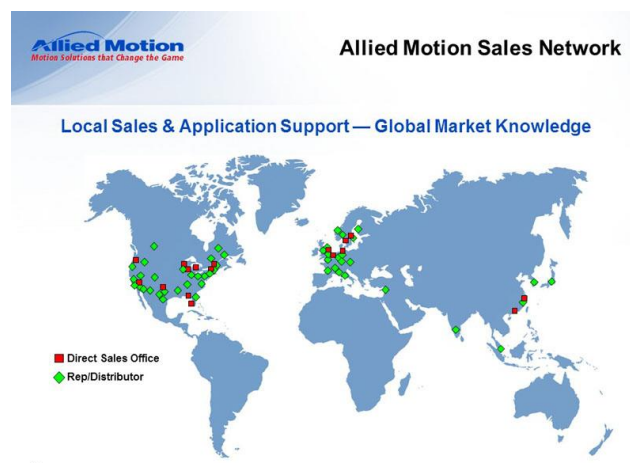 Allied Motion
Motion Solutions that Change the Game
Allied Motion Sales Network
Local Sales & Application Support — Global Market Knowledge
Direct Sales Office
Rep/Distributor